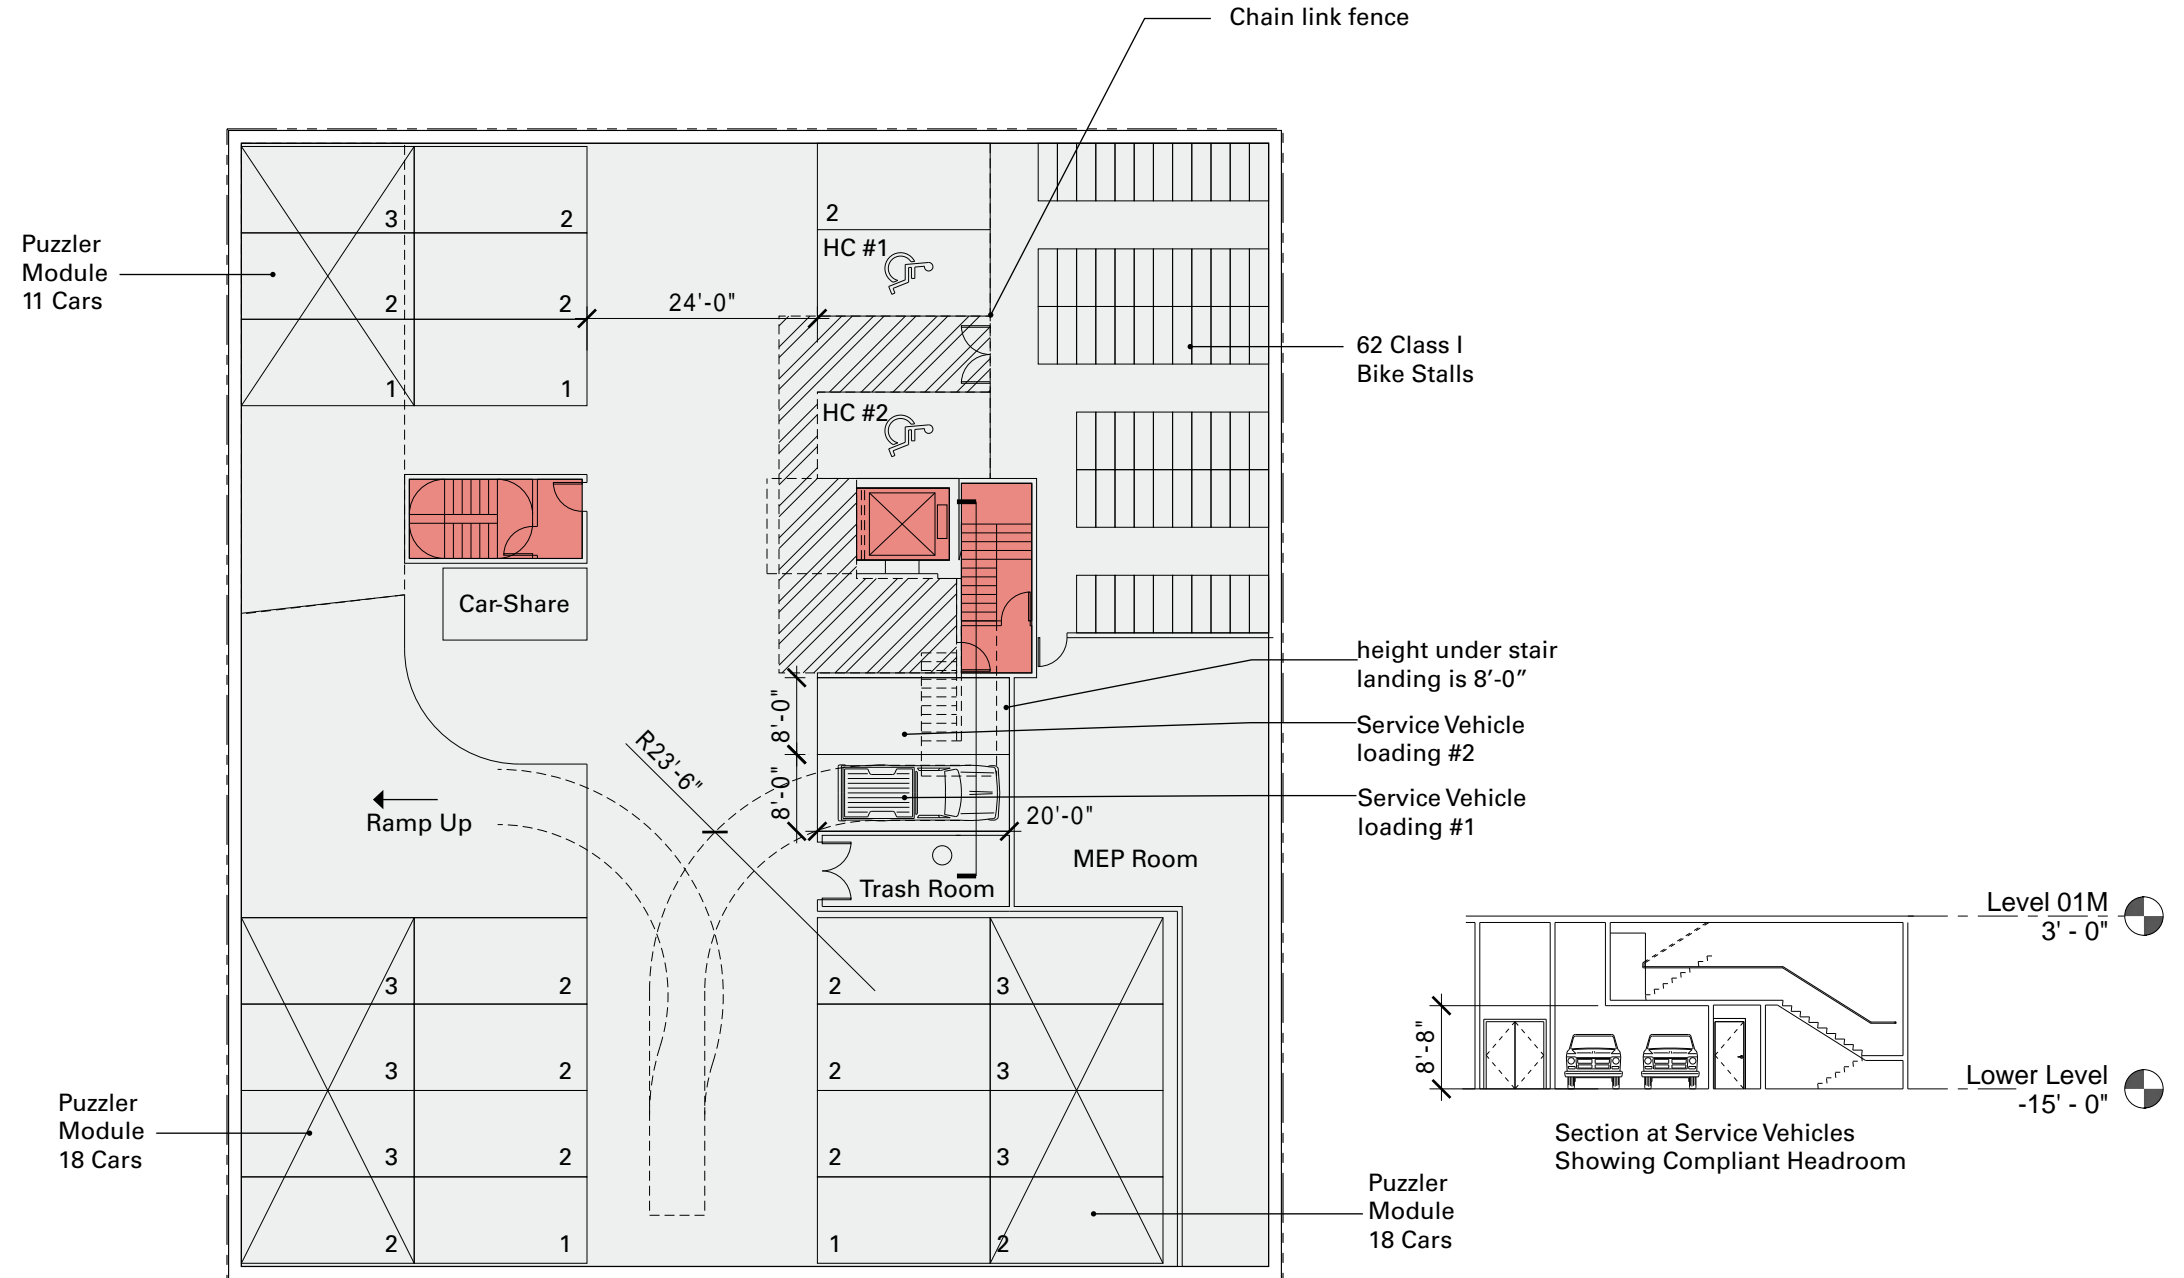 Chain link fence
3
2
2
HC #1
Puzzler
Module
11 Cars
2
2
24'-0"
1
1
62 Class I
Bike Stalls
HC #2
Car-Share
height under stair
landing is 8’-0”
8'-0"
Service Vehicle
loading #2
R23'-6"
8'-0"
Service Vehicle
loading #1
20'-0"
Ramp Up
MEP Room
Trash Room
3
2
2
3
3
2
2
3
3
2
2
3
2
1
1
2
Puzzler
Module
18 Cars
Puzzler
Module
18 Cars
Level 01M
3' - 0"
8'-8"
Lower Level
-15' - 0"
Section at Service Vehicles
Showing Compliant Headroom